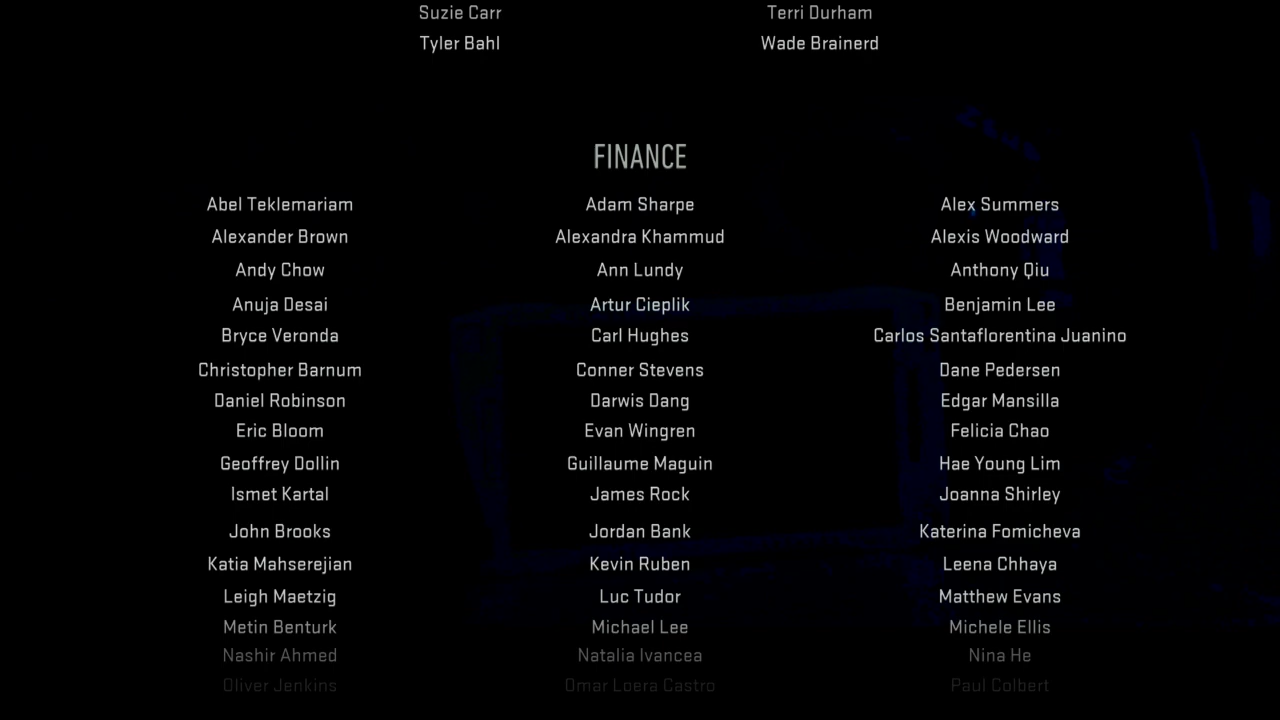 Suzie Carr Terri Durham
Tyler Bahl Wade Brainerd
FINANCE
Abel Teklemariam Adam Sharpe Alex Summers
Alexander Brown Alexandra Khammud Alexis Woodward
Andy Chow Ann Lundy Anthony Qiu
Anuja Desai Artur Cieplik Benjamin Lee
Bryce Veronda Carl Hughes Carlos Santaflorentina Juanino
Christopher Barnum Conner Stevens Dane Pedersen
Daniel Robinson Darwis Dang Edgar Mansilla
Eric Bloom Evan Wingren Felicia Chao
Geoffrey Dollin Guillaume Maguin Hae Young Lim
Ismet Kartal James Rock Joanna Shirley
John Brooks Jordan Bank Katerina Fomicheva
Katia Mahserejian Kevin Ruben Leena Chhaya
Leigh Maetzig Luc Tudor Matthew Evans
Metin Benturk Michael Lee Michele Ellis
Nashir Ahmed Natalia Ivancea Nina He
Oliver Jenkins Omar Loera Castro Paul Colbert